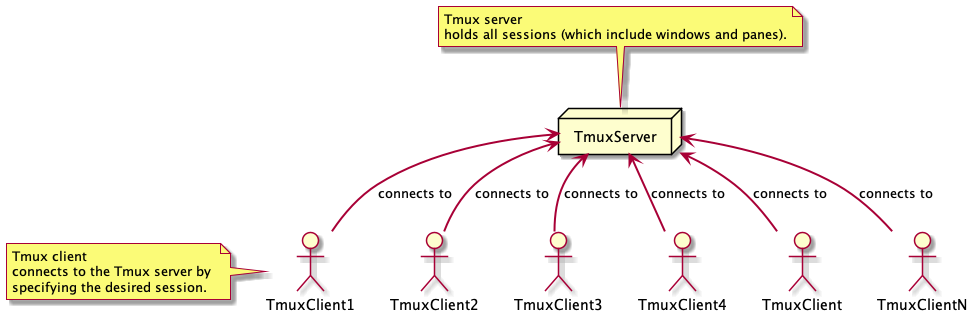 Tmux server
holds all sessions (which include windows and panes).
TmuxServer
connects to
connects to
connects to
connects to
connects to
connects to
Tmux client
connects to the Tmux server by
specifying the desired session.
TmuxClient1
TmuxClient2
TmuxClient3
TmuxClient4
TmuxClient
TmuxClientN